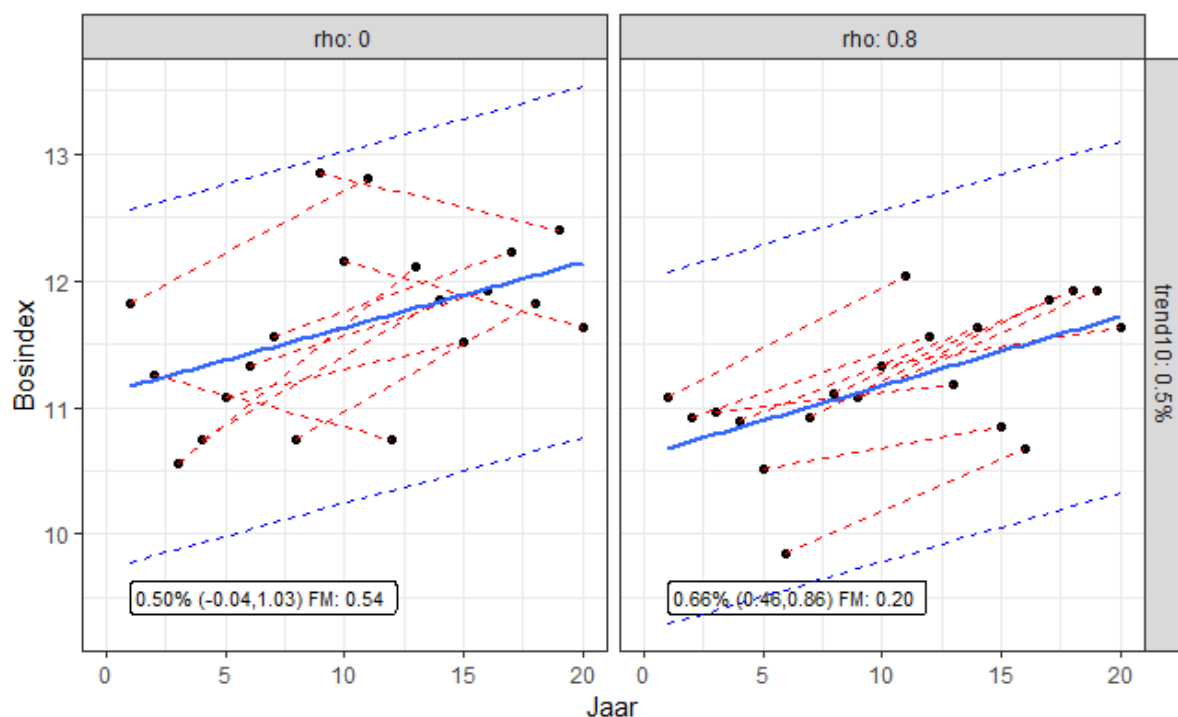 rho: 0
rho: 0.8
Bosindex
13
12
11
10
trend10: 0.5%
0.50% (-0.04,1.03) FM: 0.54
0.66% (0.46,0.86) FM: 0.20
0 5 10 15 20
0 5 10 15 20
Jaar